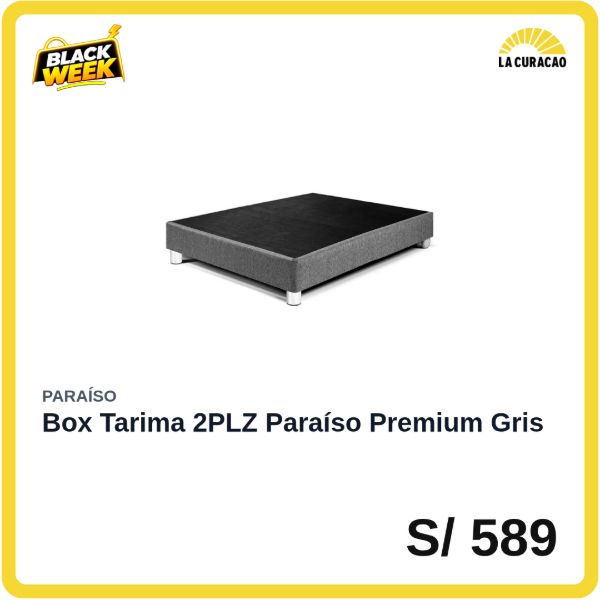 BLACK
WEEK
LA CURACAO
PARAÍSO
Box Tarima 2PLZ Paraíso Premium Gris
S/ 589